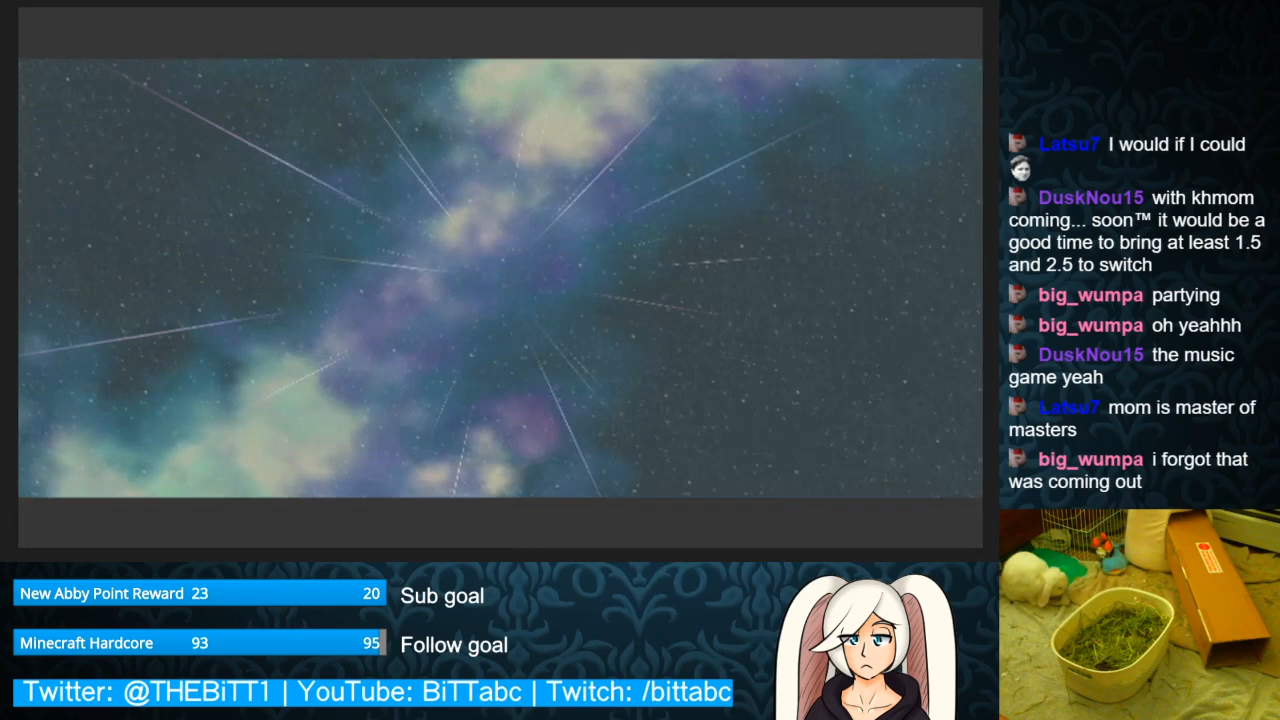 Latsu7 I would if I could
DuskNou15 with khmom
coming... soon™ it would be a
good time to bring at least 1.5
and 2.5 to switch
big_wumpa partying
big_wumpa oh yeahhh
DuskNou15 the music
game yeah
Latsu7 mom is master of
masters
big_wumpa i forgot that
was coming out
New Abby Point Reward 23 20 Sub goal
Minecraft Hardcore 93 95 Follow goal
Twitter: @THEBiTT1 | YouTube: BiTTabc | Twitch: /bittabc